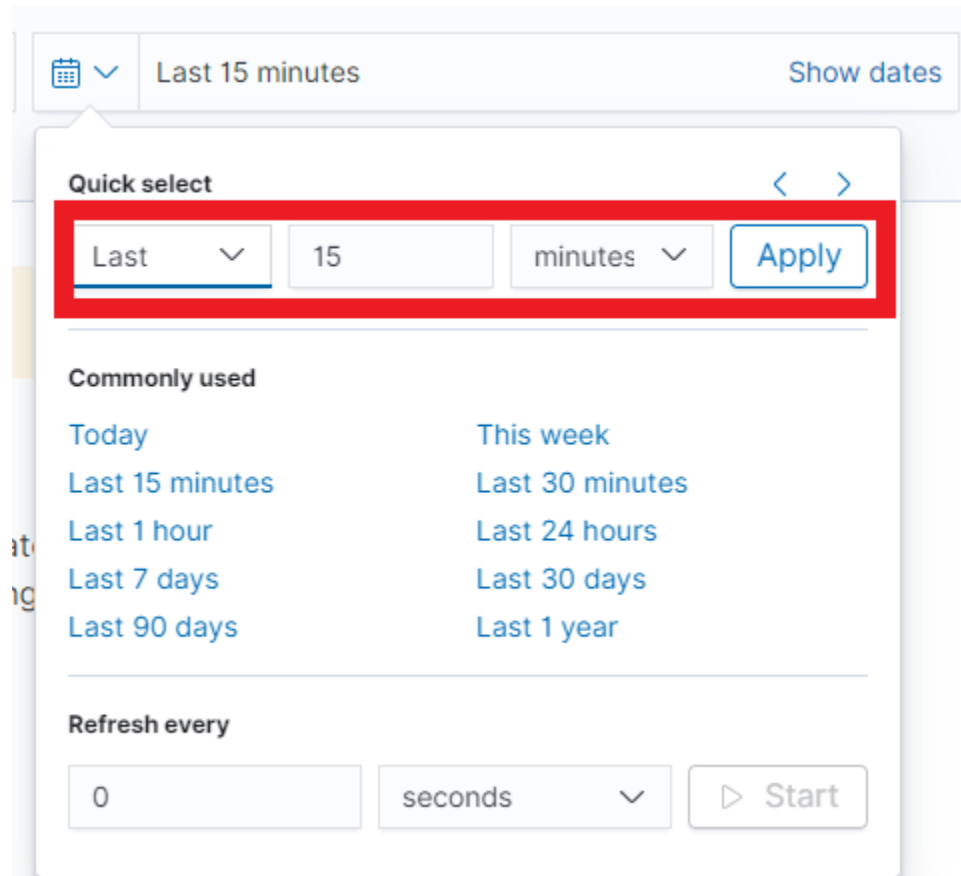 Last 15 minutes Show dates
Quick select
Last 15 minutes Apply
Commonly used
Today This week
Last 15 minutes Last 30 minutes
Last 1 hour Last 24 hours
Last 7 days Last 30 days
Last 90 days Last 1 year
Refresh every
0 seconds Start